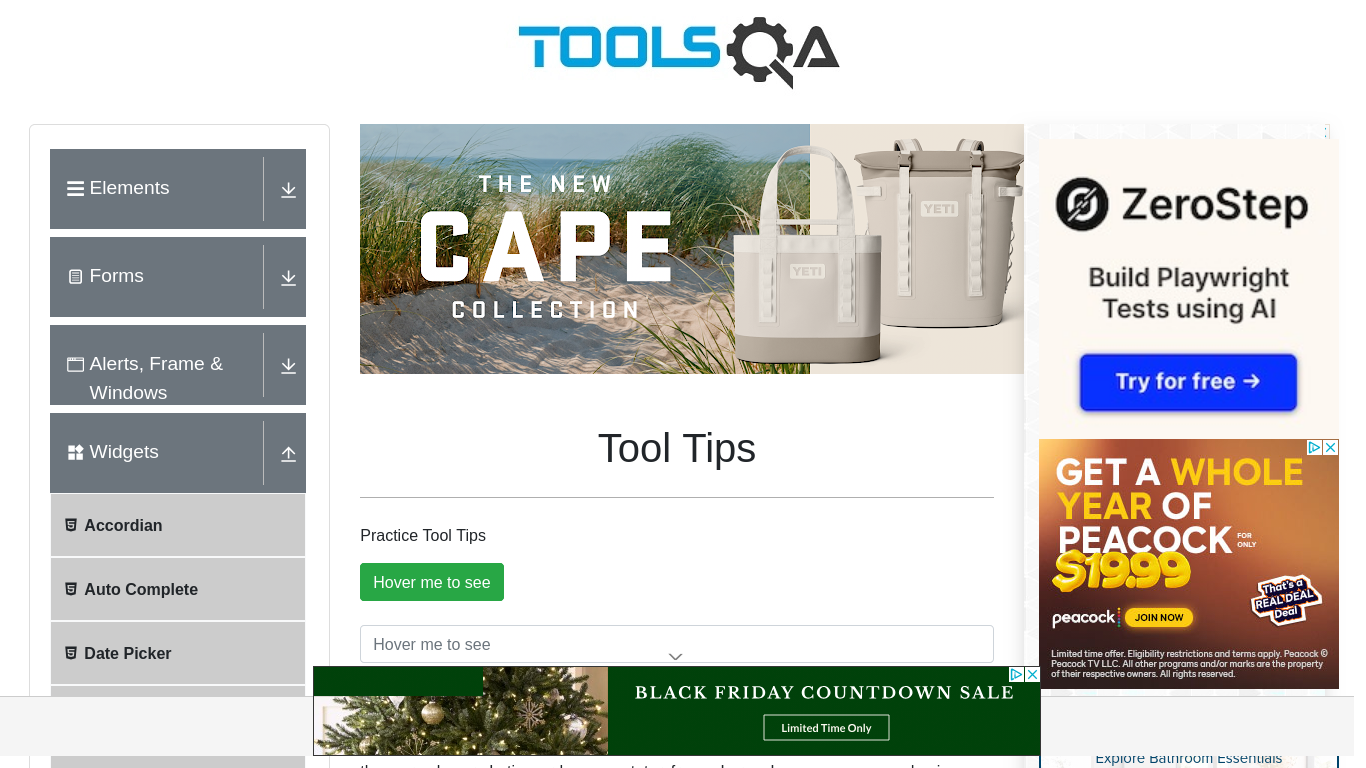 TOOLSQA
Elements
Forms
Alerts, Frame &
Windows
Widgets
Accordian
Auto Complete
Date Picker
THE NEW
CAPE
COLLECTION
YETI
YETI
Tool Tips
Practice Tool Tips
Hover me to see
Hover me to see
ZeroStep
Build Playwright
Tests using AI
Try for free →
GET A WHOLE
YEAR OF
PEACOCK FOR ONLY
$19.99
That's a
REAL DEAL
Deal
peacock JOIN NOW
Limited time offer. Eligibility restrictions and terms apply. Peacock ©
Peacock TV LLC. All other programs and/or marks are the property
of their respective owners. All rights reserved.
BLACK FRIDAY COUNTDOWN SALE
Limited Time Only
Explore Bathroom Essentials